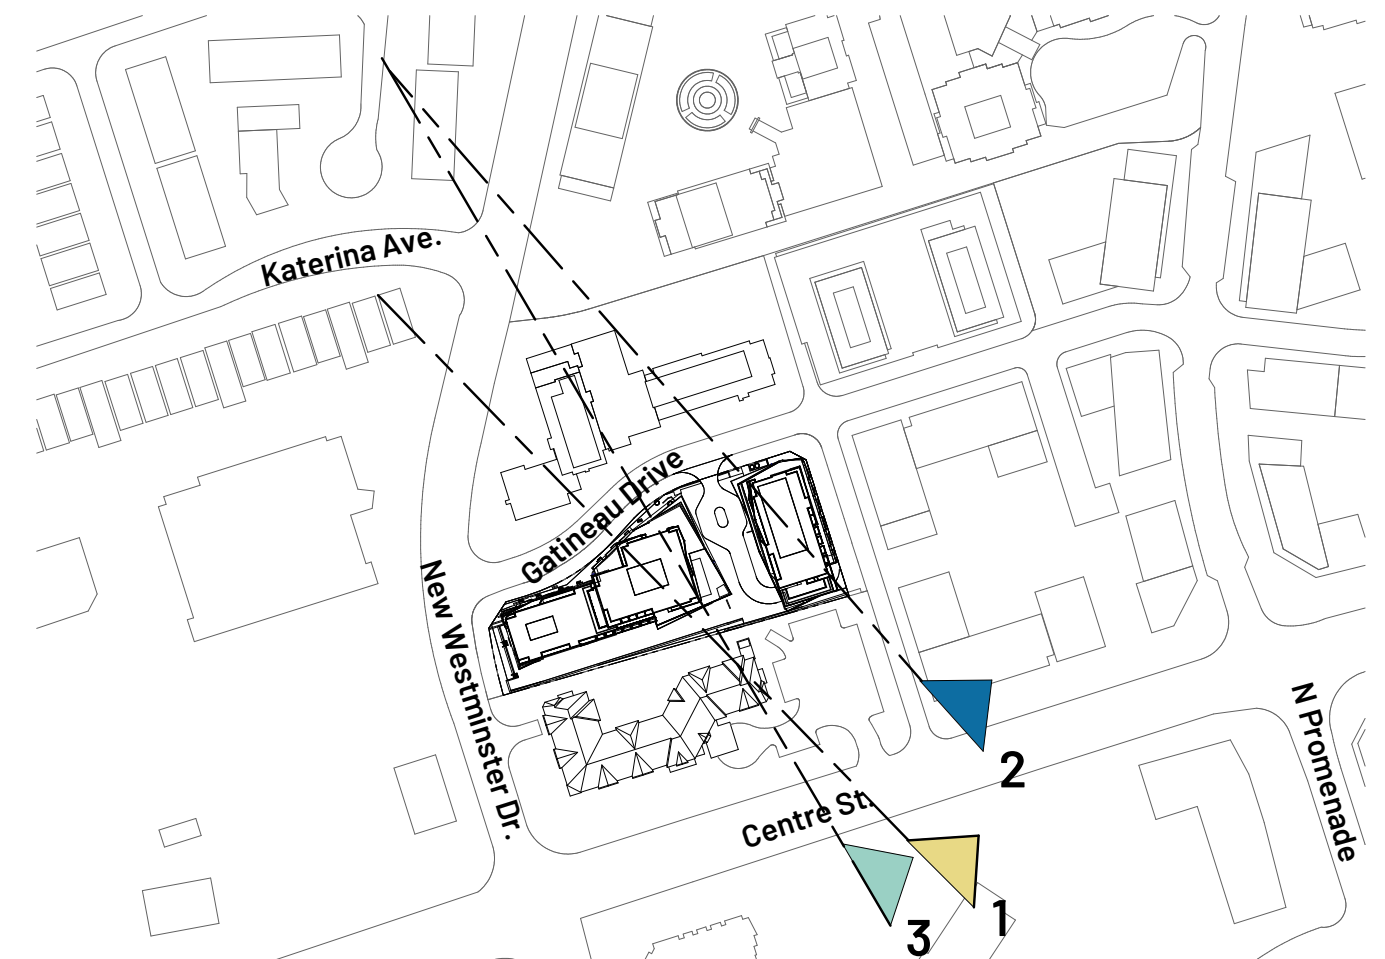 Katerina Ave.
Gatineau Drive
New Westminster Dr.
N Promenade
2
Centre St.
1
3